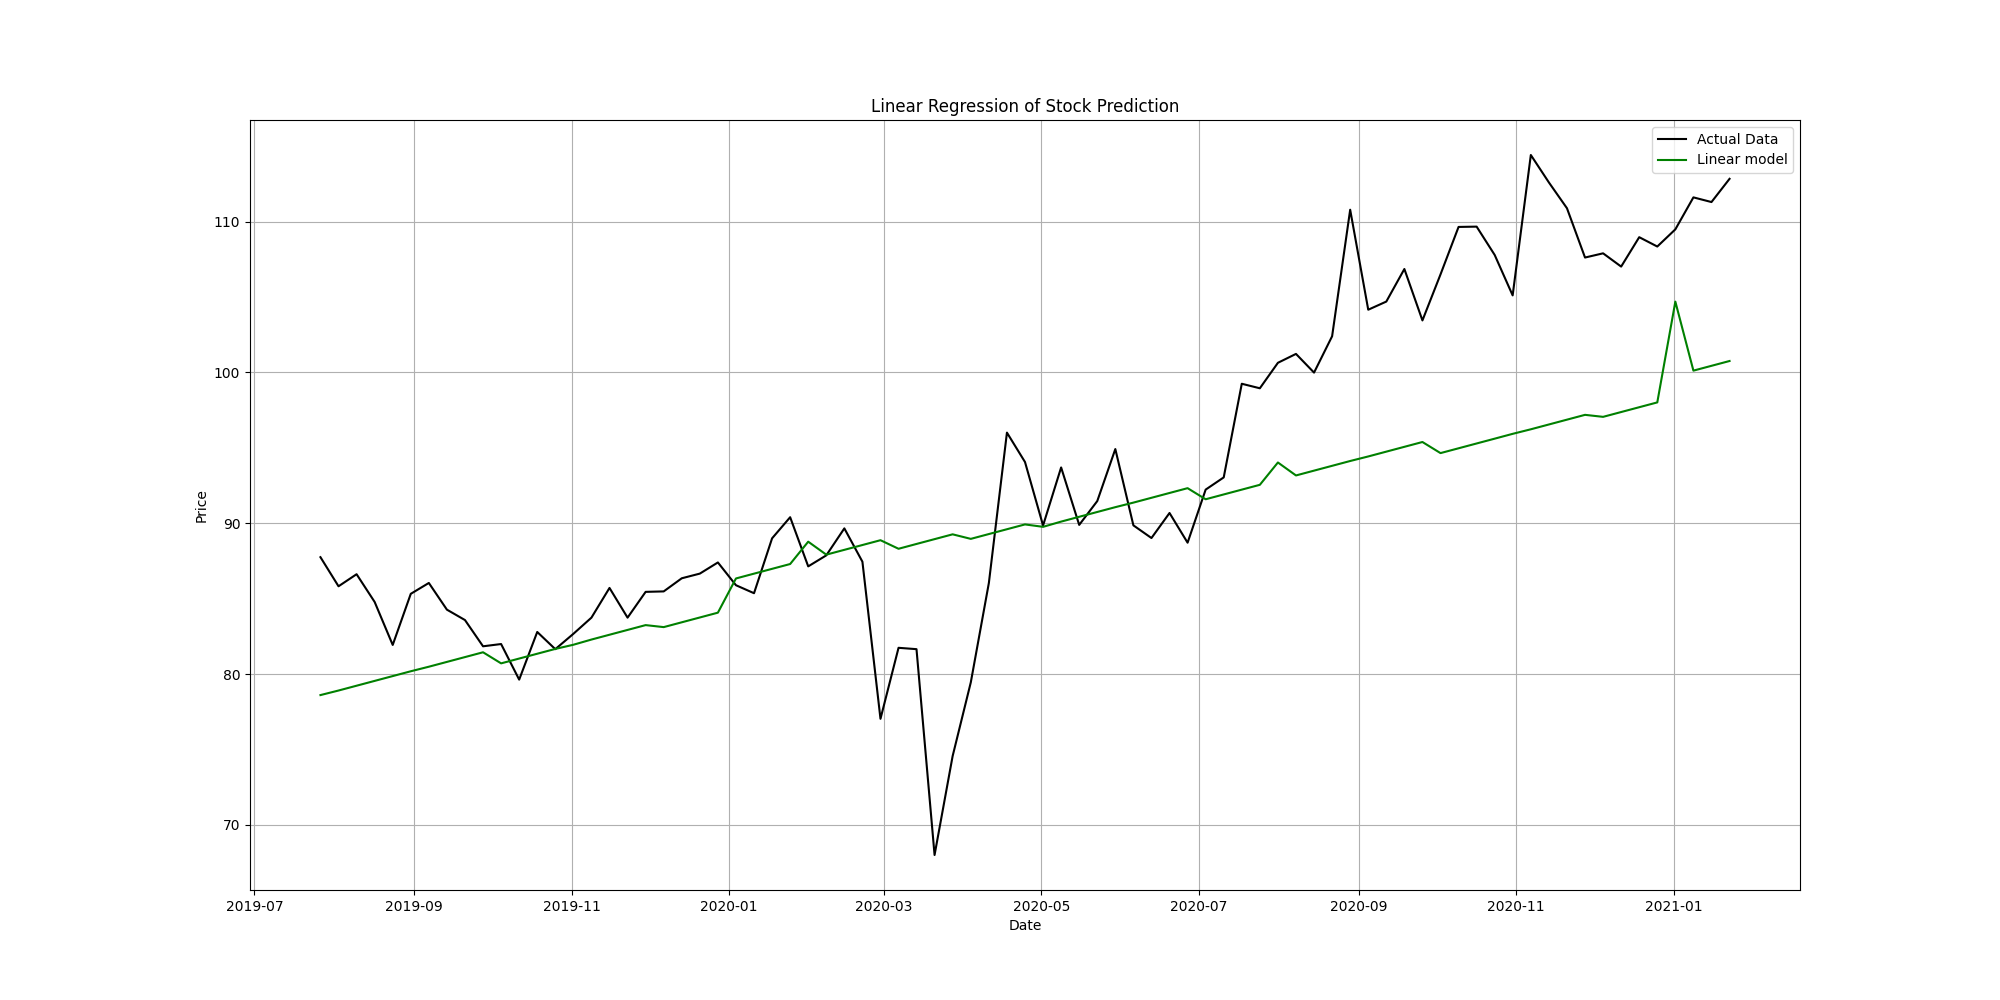 Linear Regression of Stock Prediction
Actual Data
Linear model
Price
110
100
90
80
70
2019-07 2019-09 2019-11 2020-01 2020-03 2020-05 2020-07 2020-09 2020-11 2021-01
Date